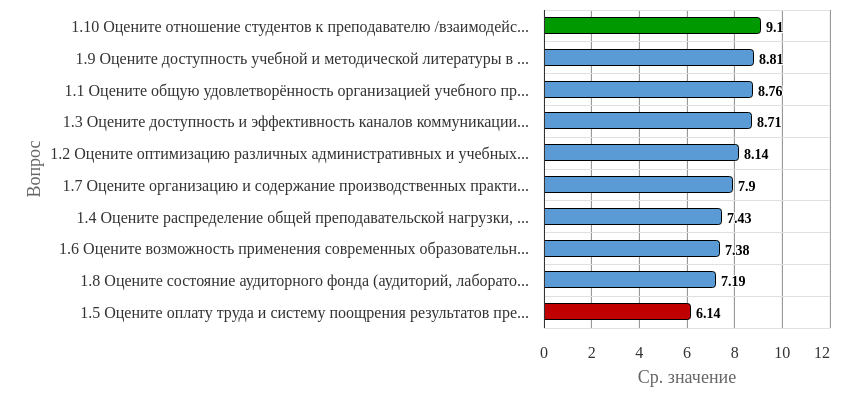 1.10 Оцените отношение студентов к преподавателю /взаимодейс... 9.1
1.9 Оцените доступность учебной и методической литературы в ... 8.81
1.1 Оцените общую удовлетворённость организацией учебного пр... 8.76
1.3 Оцените доступность и эффективность каналов коммуникации... 8.71
1.2 Оцените оптимизацию различных административных и учебных... 8.14
1.7 Оцените организацию и содержание производственных практи... 7.9
1.4 Оцените распределение общей преподавательской нагрузки, ... 7.43
1.6 Оцените возможность применения современных образовательн... 7.38
1.8 Оцените состояние аудиторного фонда (аудиторий, лаборато... 7.19
1.5 Оцените оплату труда и систему поощрения результатов пре... 6.14
Вопрос
0 2 4 6 8 10 12
Ср. значение